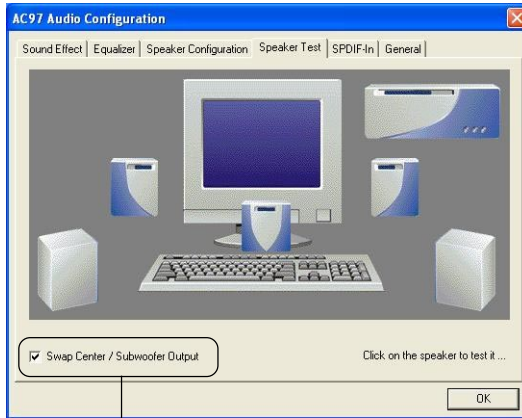 AC97 Audio Configuration
Sound Effect Equalizer Speaker Configuration Speaker Test SPDIF-In General
Swap Center / Subwoofer Output
Click on the speaker to test it ...
OK